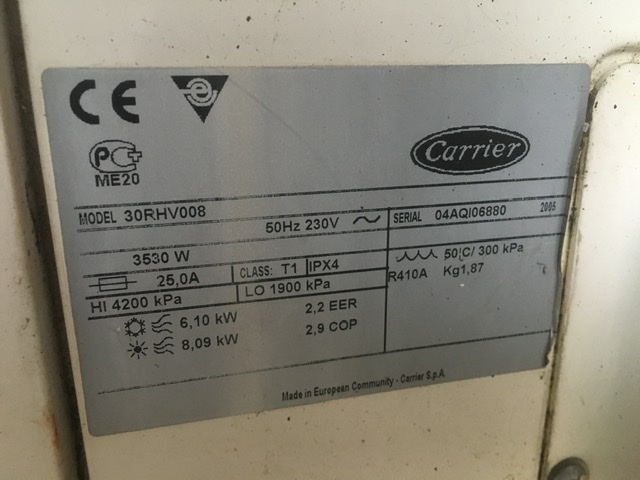 CE
e
PC+
ME20
Carrier
MODEL 30RHV008
50Hz 230V ~
SERIAL 04AQI06880 2005
3530 W
25,0A
CLASS: T1 IPX4
50°C/ 300 kPa
R410A Kg1,87
HI 4200 kPa
LO 1900 kPa
6,10 kW 2,2 EER
8,09 kW 2,9 COP
Made in European Community - Carrier S.p.A.